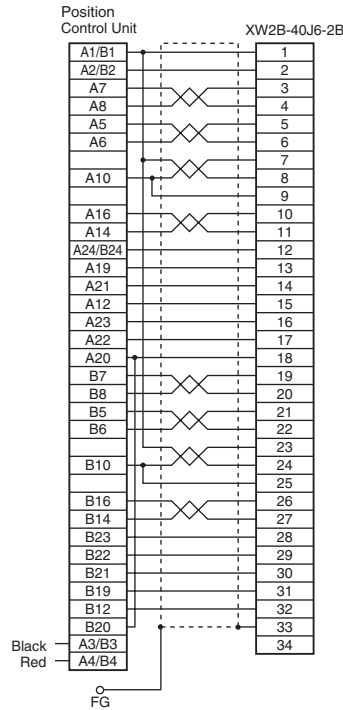 Position
Control Unit
XW2B-40J6-2B
A1/B1 1
A2/B2 2
A7 3
A8 4
A5 5
A6 6
7
A10 8
9
A16 10
A14 11
A24/B24 12
A19 13
A21 14
A12 15
A23 16
A22 17
A20 18
B7 19
B8 20
B5 21
B6 22
23
B10 24
25
B16 26
B14 27
B23 28
B22 29
B21 30
B19 31
B12 32
B20 33
Black A3/B3 34
Red A4/B4
FG